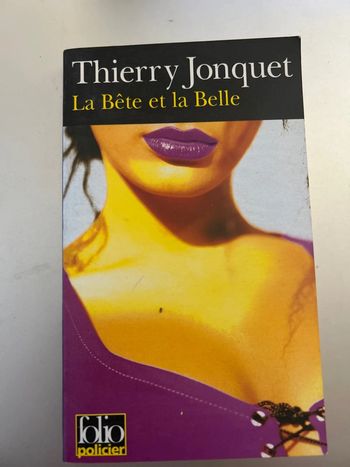 Thierry Jonquet
La Bête et la Belle
folio
policier